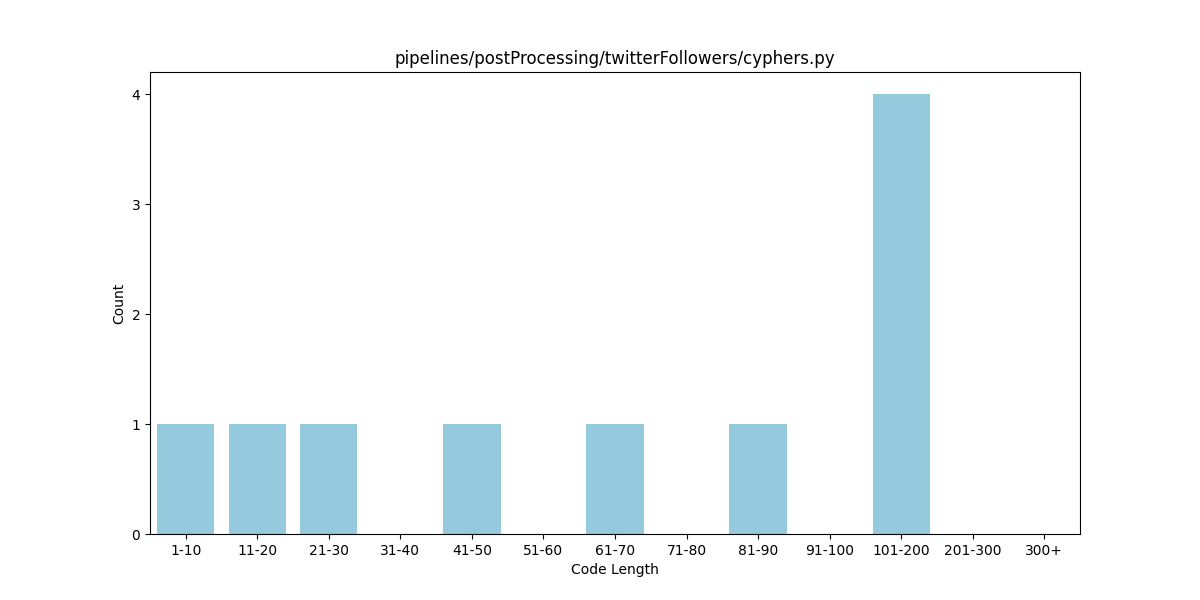 pipelines/postProcessing/twitterFollowers/cyphers.py
4
3
2
1
0
Count
1-10 11-20 21-30 31-40 41-50 51-60 61-70 71-80 81-90 91-100 101-200 201-300 300+
Code Length